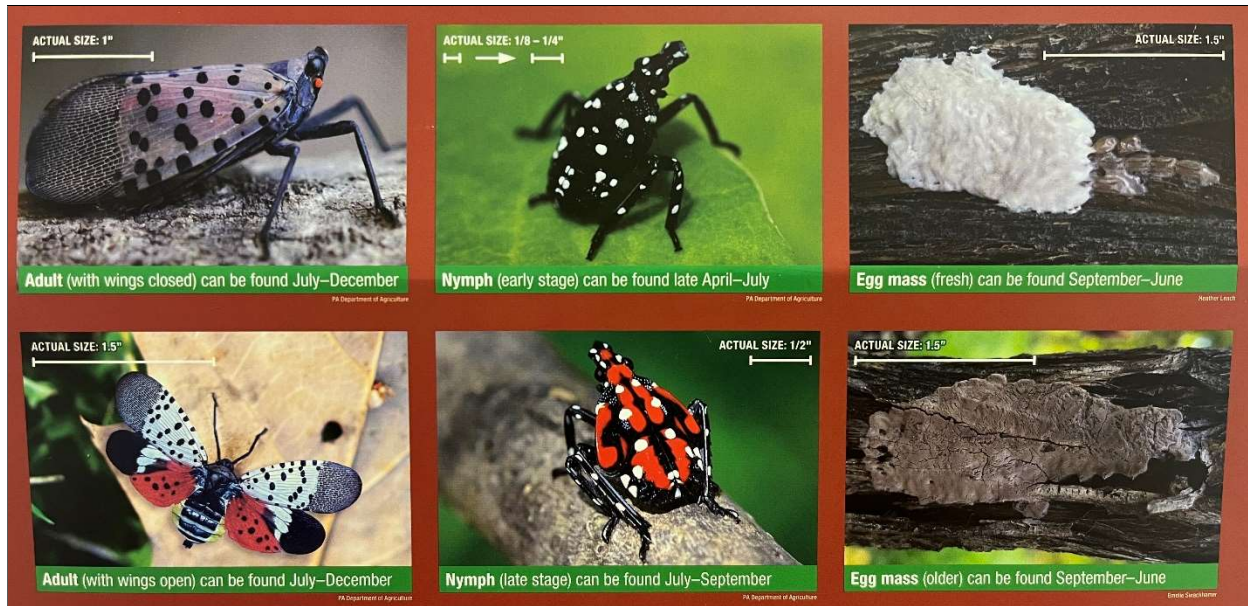 ACTUAL SIZE: 1"
Adult (with wings closed) can be found July–December
PA Department of Agriculture
ACTUAL SIZE: 1/8 – 1/4"
Nymph (early stage) can be found late April–July
PA Department of Agriculture
ACTUAL SIZE: 1.5"
Egg mass (fresh) can be found September–June
Heather Leach
ACTUAL SIZE: 1.5"
Adult (with wings open) can be found July–December
PA Department of Agriculture
ACTUAL SIZE: 1/2"
Nymph (late stage) can be found July–September
PA Department of Agriculture
ACTUAL SIZE: 1.5"
Egg mass (older) can be found September–June
Emelie Swackhamer